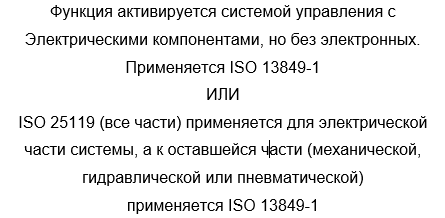 Функция активируется системой управления с
Электрическими компонентами, но без электронных.
Применяется ISO 13849-1
ИЛИ
ISO 25119 (все части) применяется для электрической
части системы, а к оставшейся части (механической,
гидравлической или пневматической)
применяется ISO 13849-1